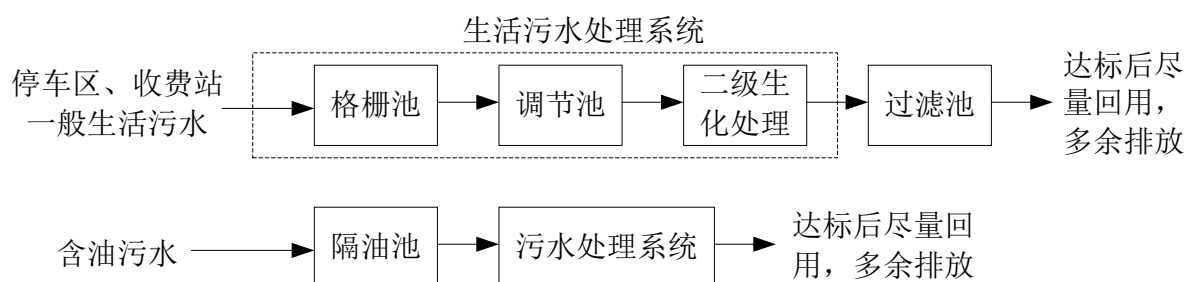 生活污水处理系统
停车区、收费站
一般生活污水
格栅池
调节池
二级生
化处理
过滤池
达标后尽
量回用，
多余排放
含油污水
隔油池
污水处理系统
达标后尽量回
用，多余排放